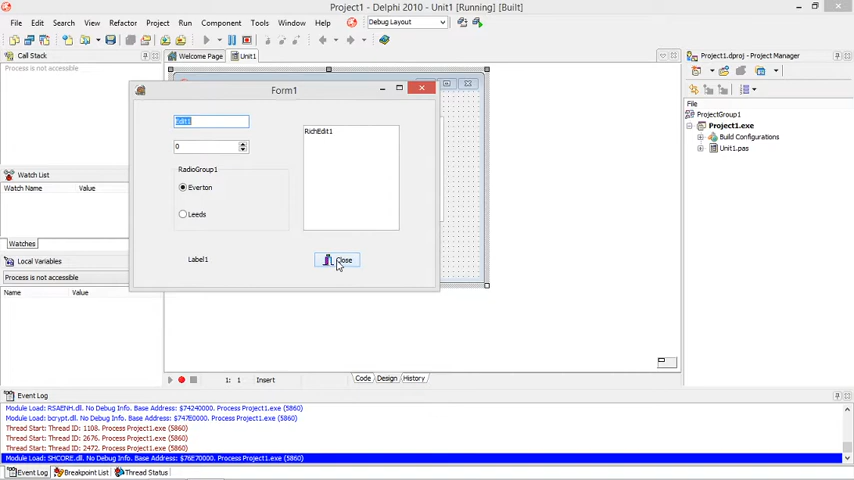 Project1 - Delphi 2010 - Unit1 [Running] [Built]
File Edit Search View Refactor Project Run Component Tools Window Help Debug Layout
Call Stack
Process is not accessible
Welcome Page Unit1
Project1.dproj - Project Manager
File
ProjectGroup1
Project1.exe
Build Configurations
Unit1.pas
Form1
Edit1
0
RadioGroup1
Everton
Leeds
Label1
RichEdit1
Close
Watch List
Watch Name Value
Watches
Local Variables
Process is not accessible
Name Value
1: 1 Insert
Code Design History
Event Log
Module Load: RSAENH.dll. No Debug Info. Base Address: $74240000. Process Project1.exe (5860)
Module Load: bcrypt.dll. No Debug Info. Base Address: $747E0000. Process Project1.exe (5860)
Thread Start: Thread ID: 1108. Process Project1.exe (5860)
Thread Start: Thread ID: 2676. Process Project1.exe (5860)
Thread Start: Thread ID: 2472. Process Project1.exe (5860)
Module Load: SHCORE.dll. No Debug Info. Base Address: $76E70000. Process Project1.exe (5860)
Event Log Breakpoint List Thread Status